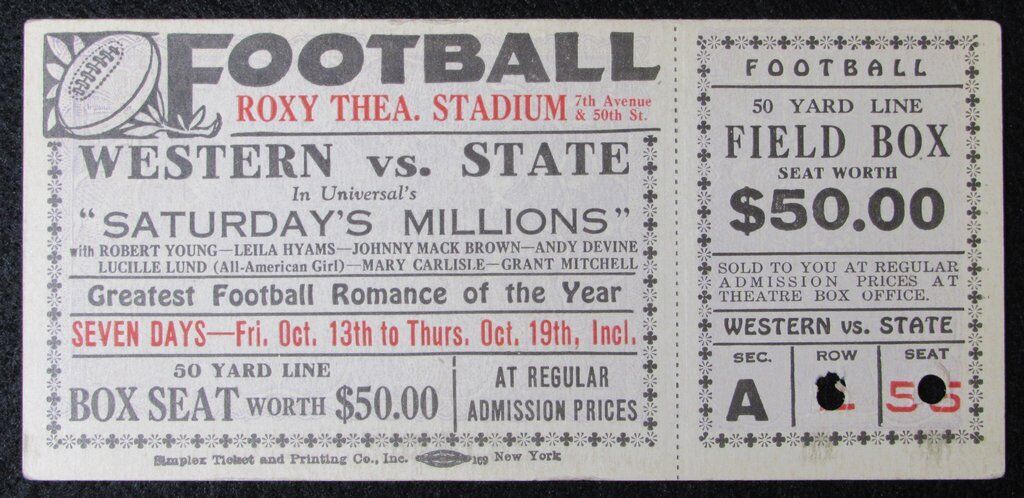 FOOTBALL
ROXY THEA. STADIUM 7th Avenue & 50th St.
WESTERN vs. STATE
In Universal's
"SATURDAY'S MILLIONS"
with ROBERT YOUNG—LEILA HYAMS—JOHNNY MACK BROWN—ANDY DEVINE
LUCILLE LUND (All-American Girl)—MARY CARLISLE—GRANT MITCHELL
Greatest Football Romance of the Year
SEVEN DAYS—Fri. Oct. 13th to Thurs. Oct. 19th, Incl.
50 YARD LINE
BOX SEAT WORTH $50.00
AT REGULAR
ADMISSION PRICES
Simplex Ticket and Printing Co., Inc. 169 New York
FOOTBALL
50 YARD LINE
FIELD BOX
SEAT WORTH
$50.00
SOLD TO YOU AT REGULAR
ADMISSION PRICES AT
THEATRE BOX OFFICE.
WESTERN vs. STATE
SEC. ROW SEAT
A